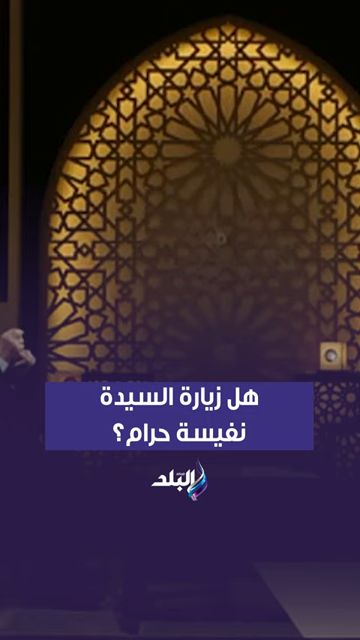 هل زيارة السيدة
نفيسة حرام؟
البلد